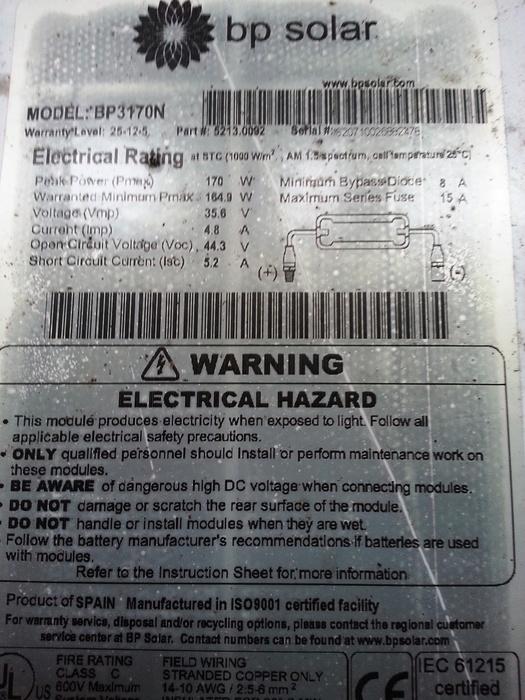 bp solar
www.bpsolar.com
MODEL: BP3170N
Warranty Level: 25-12-5 Part #: 5213.0092 Serial #:
Electrical Rating at STC (1000 W/m², AM 1.5 spectrum, cell temperature 25°C)
Peak Power (Pmax) 170 W Minimum Bypass Diode 8 A
Warranted Minimum Pmax 164.9 W Maximum Series Fuse 15 A
Voltage (Vmp) 35.6 V
Current (Imp) 4.8 A
Open Circuit Voltage (Voc) 44.3 V
Short Circuit Current (Isc) 5.2 A
(+) (-)
WARNING
ELECTRICAL HAZARD
• This module produces electricity when exposed to light. Follow all
applicable electrical safety precautions.
• ONLY qualified personnel should install or perform maintenance work on
these modules.
• BE AWARE of dangerous high DC voltage when connecting modules.
• DO NOT damage or scratch the rear surface of the module.
• DO NOT handle or install modules when they are wet.
Follow the battery manufacturer's recommendations if batteries are used
with modules.
Refer to the Instruction Sheet for more information
Product of SPAIN Manufactured in ISO9001 certified facility
For warranty service, disposal and/or recycling options, please contact the regional customer
service center at BP Solar. Contact numbers can be found at www.bpsolar.com
UL US
FIRE RATING
CLASS C
600V Maximum
System Voltage
FIELD WIRING
STRANDED COPPER ONLY
14-10 AWG / 2.5-6 mm²
CE
IEC 61215
certified